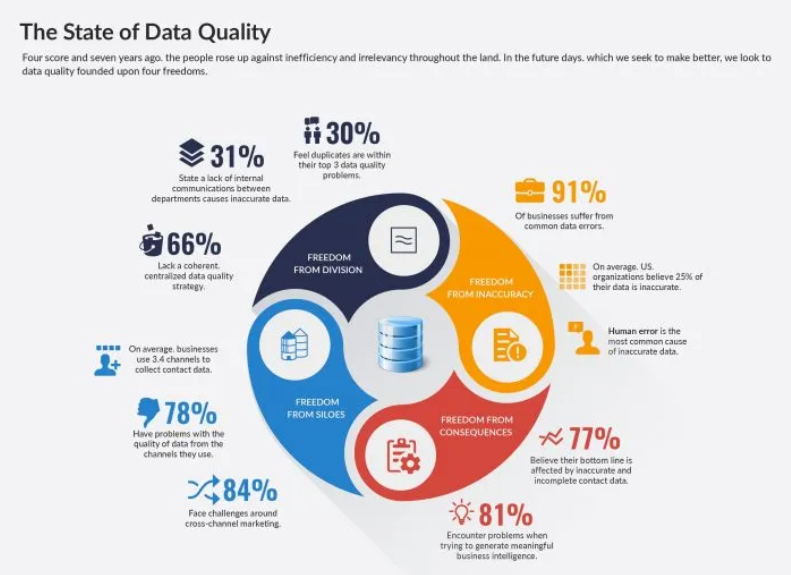 The State of Data Quality
Four score and seven years ago. the people rose up against inefficiency and irrelevancy throughout the land. In the future days. which we seek to make better, we look to
data quality founded upon four freedoms.
30%
Feel duplicates are within
their top 3 data quality
problems.
31%
State a lack of internal
communications between
departments causes inaccurate data.
66%
Lack a coherent.
centralized data quality
strategy.
FREEDOM
FROM DIVISION
91%
Of businesses suffer from
common data errors.
On average. US.
organizations believe 25% of
their data is inaccurate.
Human error is the
most common cause
of inaccurate data.
FREEDOM
FROM INACCURACY
On average. businesses
use 3.4 channels to
collect contact data.
78%
Have problems with the
quality of data from the
channels they use.
84%
Face challenges around
cross-channel marketing.
FREEDOM
FROM SILOES
FREEDOM FROM
CONSEQUENCES
77%
Believe their bottom line is
affected by inaccurate and
incomplete contact data.
81%
Encounter problems when
trying to generate meaningful
business intelligence.